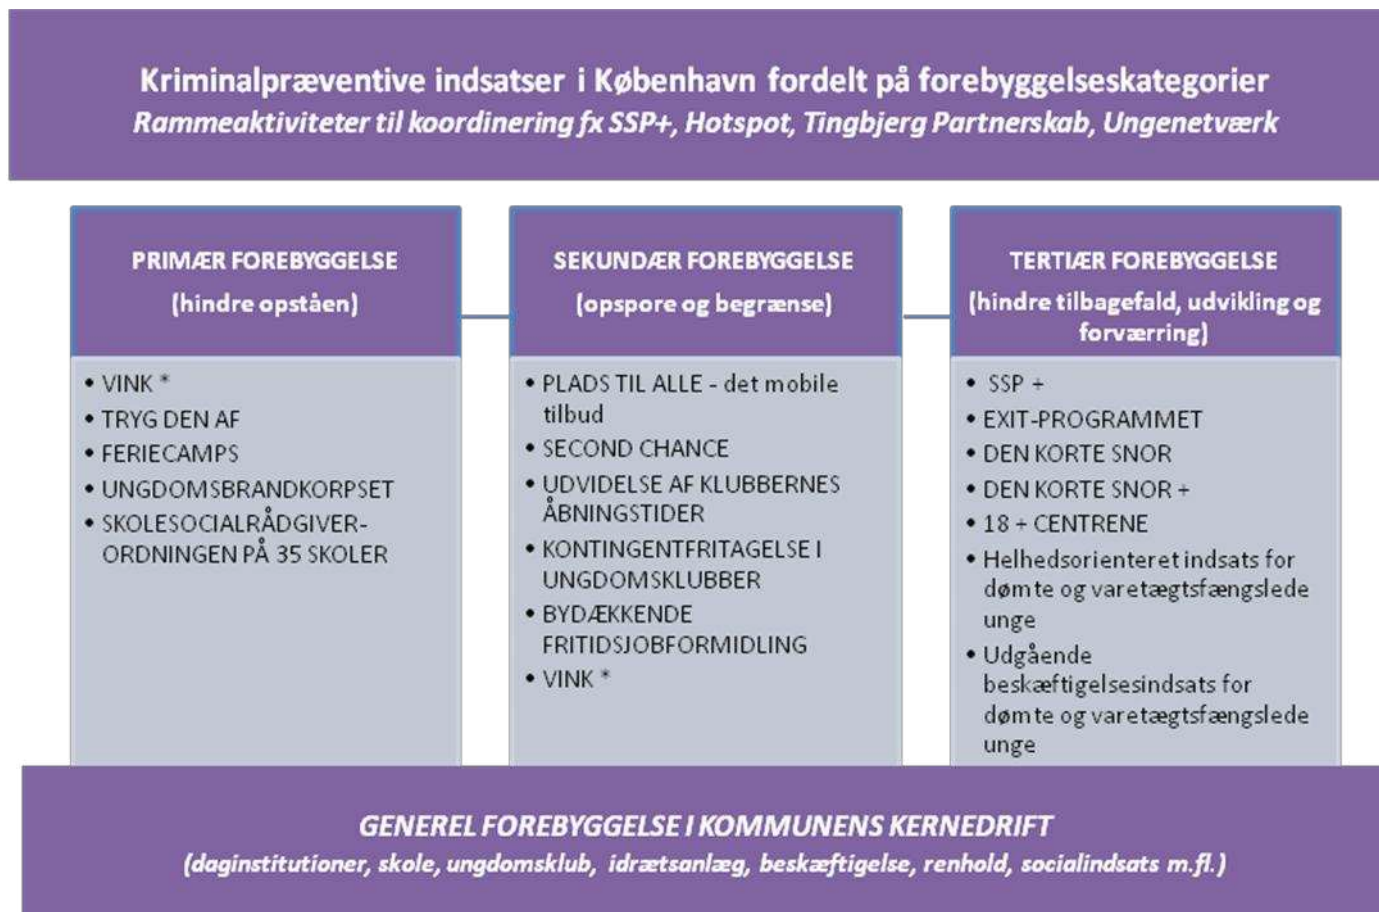 Kriminalpræventive indsatser i København fordelt på forebyggelseskategorier
Rammeaktiviteter til koordinering fx SSP+, Hotspot, Tingbjerg Partnerskab, Ungenetværk
PRIMÆR FOREBYGGELSE
(hindre opståen)
• VINK *
• TRYG DEN AF
• FERIECAMPS
• UNGDOMSBRANDKORPSET
• SKOLESOCIALRÅDGIVER-
ORDNINGEN PÅ 35 SKOLER
SEKUNDÆR FOREBYGGELSE
(opspore og begrænse)
• PLADS TIL ALLE - det mobile
tilbud
• SECOND CHANCE
• UDVIDELSE AF KLUBBERNES
ÅBNINGSTIDER
• KONTINGENTFRITAGELSE I
UNGDOMSKLUBBER
• BYDÆKKENDE
FRITIDSJOBFORMIDLING
• VINK *
TERTIÆR FOREBYGGELSE
(hindre tilbagefald, udvikling og
forværring)
• SSP +
• EXIT-PROGRAMMET
• DEN KORTE SNOR
• DEN KORTE SNOR +
• 18 + CENTRENE
• Helhedsorienteret indsats for
dømte og varetægtsfængslede
unge
• Udgående
beskæftigelsesindsats for
dømte og varetægtsfængslede
unge
GENEREL FOREBYGGELSE I KOMMUNENS KERNEDRIFT
(daginstitutioner, skole, ungdomsklub, idrætsanlæg, beskæftigelse, renhold, socialindsats m.fl.)